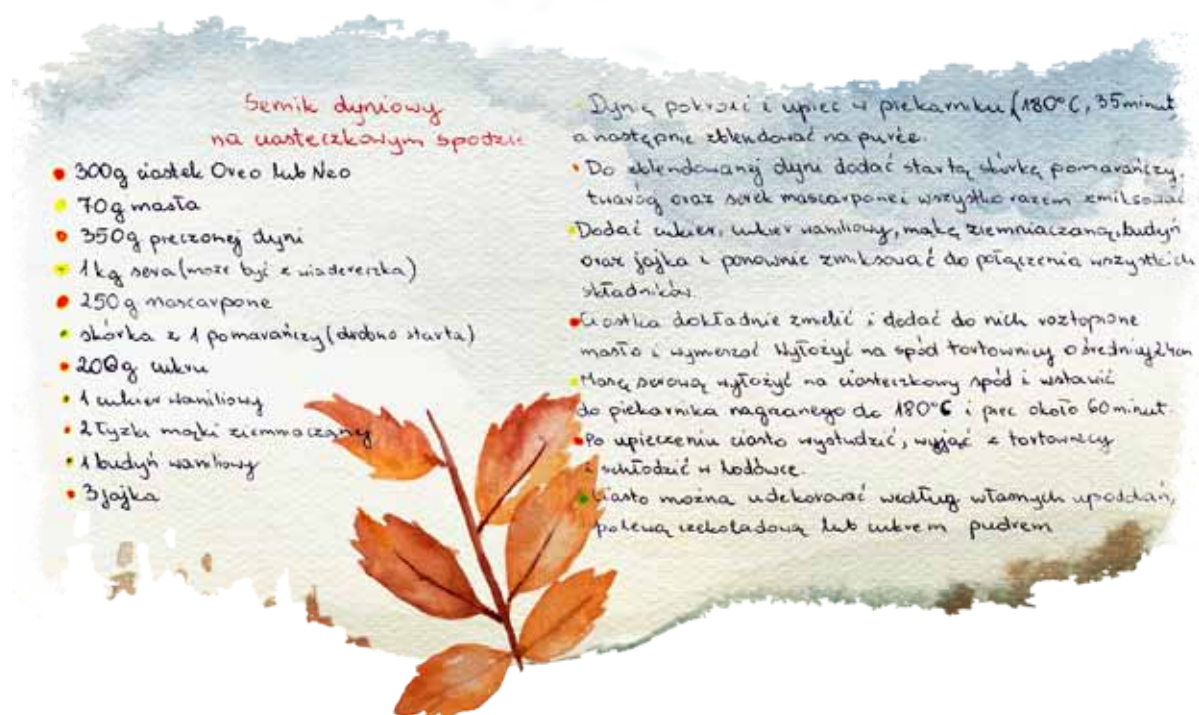 Sernik dyniowy
na ciasteczkowym spodzie
300g ciastek Oreo lub Neo
70g masła
350g pieczonej dyni
1kg sera (może być z wiadereczka)
250g mascarpone
skórka z 1 pomarańczy (drobno starta)
200g cukru
1 cukier waniliowy
2 łyżki mąki ziemniaczanej
1 budyń waniliowy
3 jajka
Dynię pokroić i upiec w piekarniku (180°C, 35 minut
a następnie zblendować na purée.
Do zblendowanej dyni dodać startą skórkę pomarańczy,
twaróg oraz serek mascarpone i wszystko razem zmiksować
Dodać cukier, cukier waniliowy, mąkę ziemniaczaną, budyń
oraz jajka i ponownie zmiksować do połączenia wszystkich
składników.
Ciastka dokładnie zmielić i dodać do nich roztopione
masło i wymieszać Wyłożyć na spód tortownicy o średnicy 24cm
Masę serową wyłożyć na ciasteczkowy spód i wstawić
do piekarnika nagrzanego do 180°C i piec około 60 minut.
Po upieczeniu ciasto wystudzić, wyjąć z tortownicy
i schłodzić w lodówce.
Ciasto można udekorować według własnych upodobań,
polewą czekoladową lub cukrem pudrem